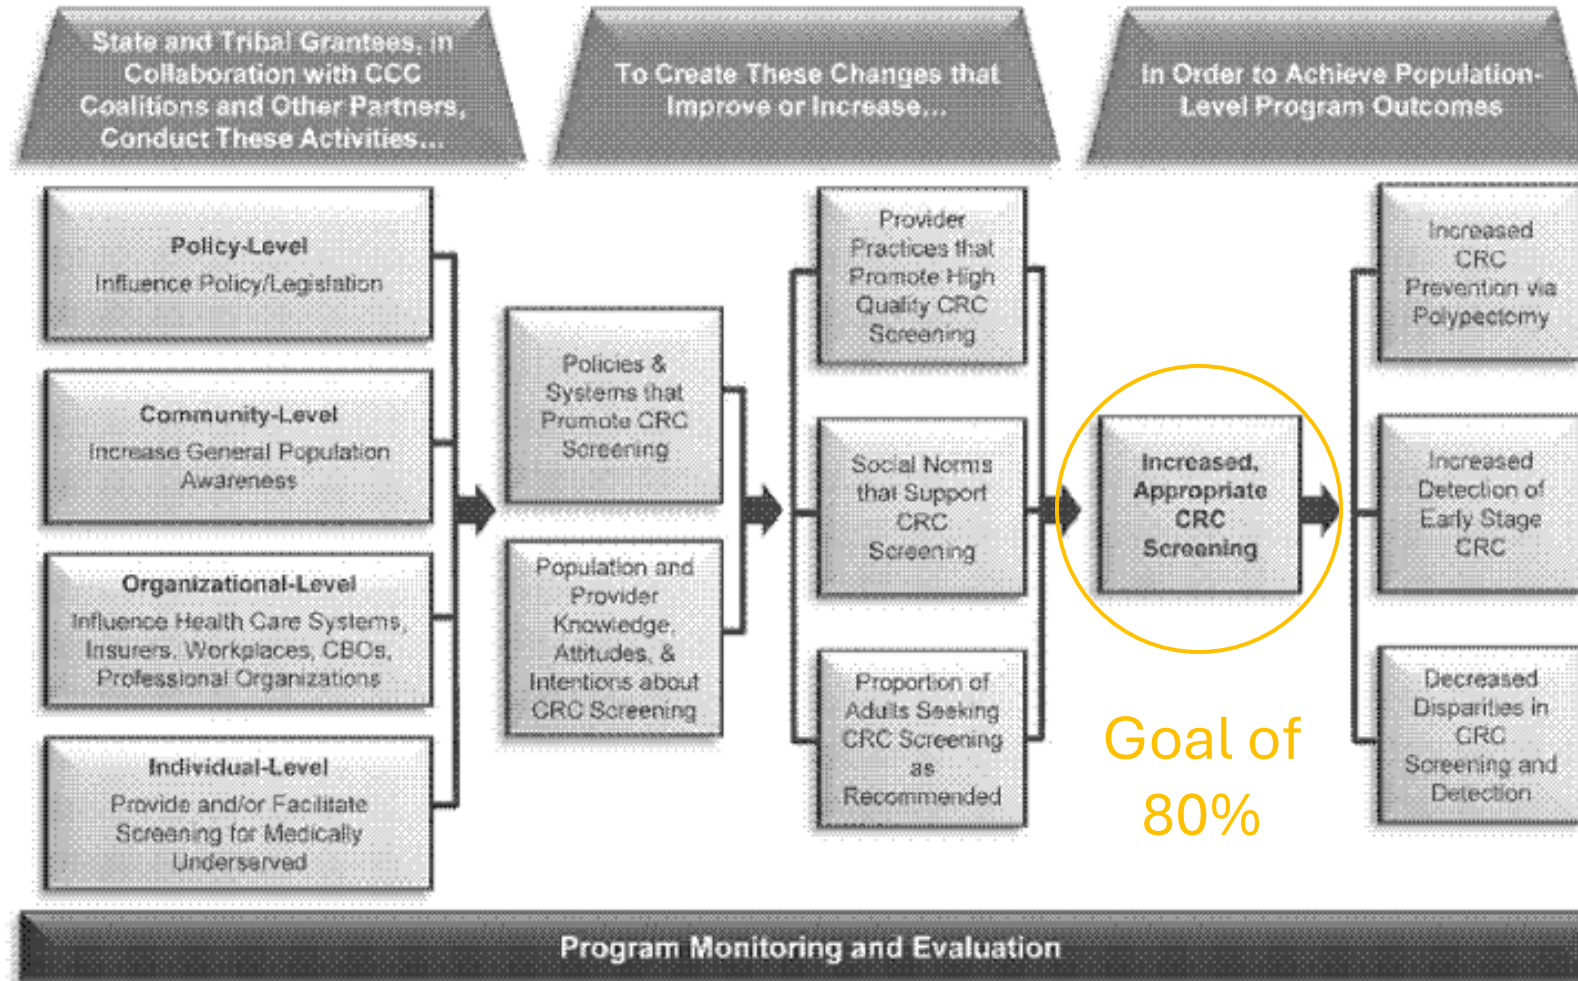 State and Tribal Grantees, in
Collaboration with CCC
Coalitions and Other Partners,
Conduct These Activities...
To Create These Changes that
Improve or Increase...
In Order to Achieve Population-
Level Program Outcomes
Policy-Level
Influence Policy/Legislation
Community-Level
Increase General Population
Awareness
Organizational-Level
Influence Health Care Systems,
Insurers, Workplaces, CBOs,
Professional Organizations
Individual-Level
Provide and/or Facilitate
Screening for Medically
Underserved
Policies &
Systems that
Promote CRC
Screening
Population and
Provider
Knowledge,
Attitudes, &
Intentions about
CRC Screening
Provider
Practices that
Promote High
Quality CRC
Screening
Social Norms
that Support
CRC
Screening
Proportion of
Adults Seeking
CRC Screening
as
Recommended
Increased,
Appropriate
CRC
Screening
Goal of
80%
Increased
CRC
Prevention via
Polypectomy
Increased
Detection of
Early Stage
CRC
Decreased
Disparities in
CRC
Screening and
Detection
Program Monitoring and Evaluation